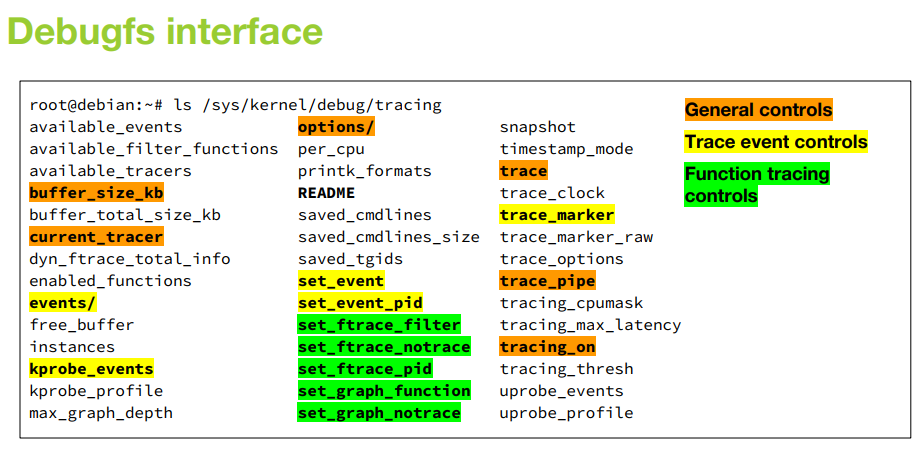 Debugfs interface
root@debian:~# ls /sys/kernel/debug/tracing
available_events options/ snapshot
available_filter_functions per_cpu timestamp_mode
available_tracers printk_formats trace
buffer_size_kb README trace_clock
buffer_total_size_kb saved_cmdlines trace_marker
current_tracer saved_cmdlines_size trace_marker_raw
dyn_ftrace_total_info saved_tgids trace_options
enabled_functions set_event trace_pipe
events/ set_event_pid tracing_cpumask
free_buffer set_ftrace_filter tracing_max_latency
instances set_ftrace_notrace tracing_on
kprobe_events set_ftrace_pid tracing_thresh
kprobe_profile set_graph_function uprobe_events
max_graph_depth set_graph_notrace uprobe_profile
General controls
Trace event controls
Function tracing
controls